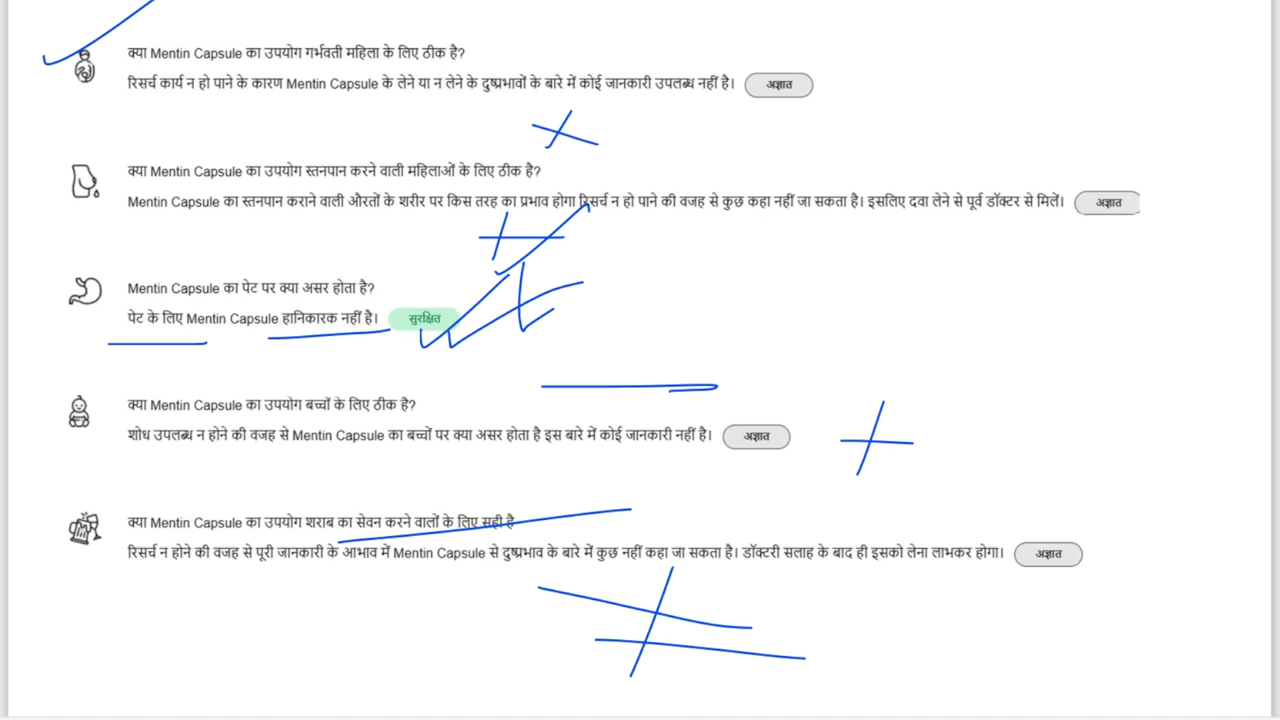 क्या Mentin Capsule का उपयोग गर्भवती महिला के लिए ठीक है?
रिसर्च कार्य न हो पाने के कारण Mentin Capsule के लेने या न लेने के दुष्प्रभावों के बारे में कोई जानकारी उपलब्ध नहीं है। अज्ञात
क्या Mentin Capsule का उपयोग स्तनपान करने वाली महिलाओं के लिए ठीक है?
Mentin Capsule का स्तनपान कराने वाली औरतों के शरीर पर किस तरह का प्रभाव होगा रिसर्च न हो पाने की वजह से कुछ कहा नहीं जा सकता है। इसलिए दवा लेने से पूर्व डॉक्टर से मिलें। अज्ञात
Mentin Capsule का पेट पर क्या असर होता है?
पेट के लिए Mentin Capsule हानिकारक नहीं है। सुरक्षित
क्या Mentin Capsule का उपयोग बच्चों के लिए ठीक है?
शोध उपलब्ध न होने की वजह से Mentin Capsule का बच्चों पर क्या असर होता है इस बारे में कोई जानकारी नहीं है। अज्ञात
क्या Mentin Capsule का उपयोग शराब का सेवन करने वालों के लिए सही है
रिसर्च न होने की वजह से पूरी जानकारी के आभाव में Mentin Capsule से दुष्प्रभाव के बारे में कुछ नहीं कहा जा सकता है। डॉक्टरी सलाह के बाद ही इसको लेना लाभकर होगा। अज्ञात